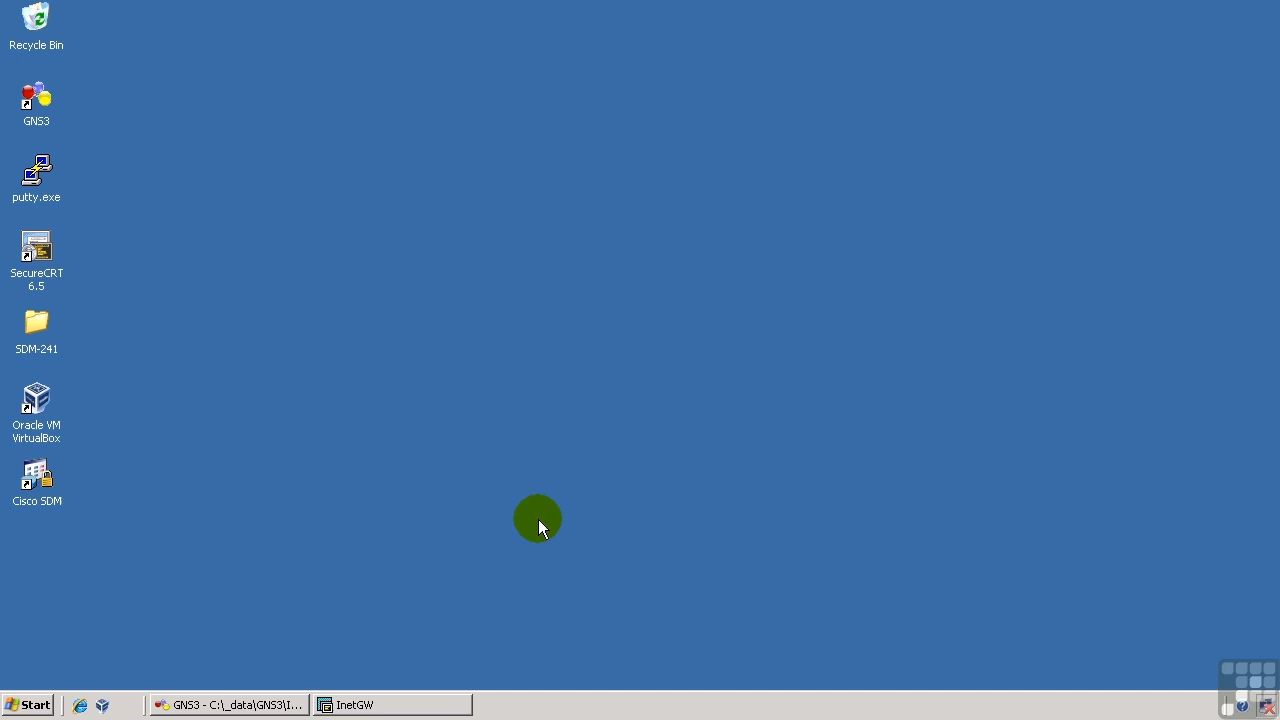 Recycle Bin
GNS3
putty.exe
SecureCRT
6.5
SDM-241
Oracle VM
VirtualBox
Cisco SDM
Start
GNS3 - C:\_data\GNS3\I...
InetGW